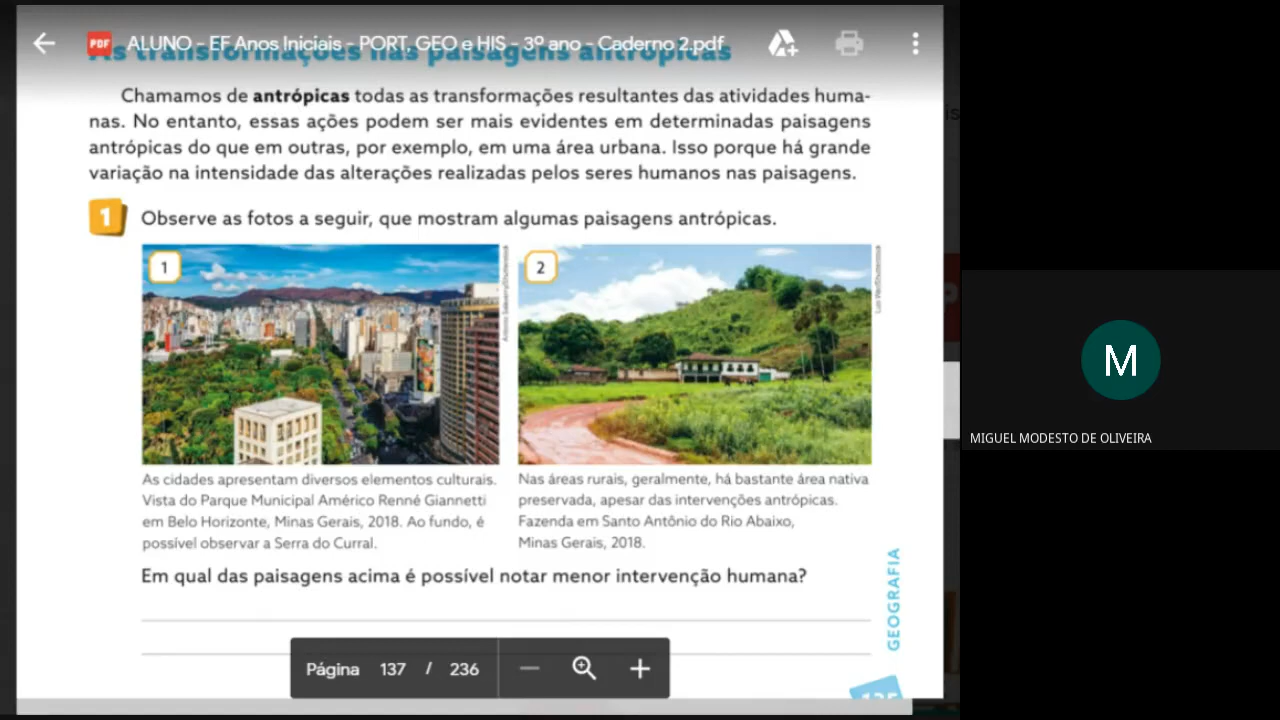 ALUNO - EF Anos Iniciais - PORT, GEO e HIS - 3º ano - Caderno 2.pdf
As transformações nas paisagens antrópicas
Chamamos de antrópicas todas as transformações resultantes das atividades huma-
nas. No entanto, essas ações podem ser mais evidentes em determinadas paisagens
antrópicas do que em outras, por exemplo, em uma área urbana. Isso porque há grande
variação na intensidade das alterações realizadas pelos seres humanos nas paisagens.
1 Observe as fotos a seguir, que mostram algumas paisagens antrópicas.
1
As cidades apresentam diversos elementos culturais.
Vista do Parque Municipal Américo Renné Giannetti
em Belo Horizonte, Minas Gerais, 2018. Ao fundo, é
possível observar a Serra do Curral.
2
Nas áreas rurais, geralmente, há bastante área nativa
preservada, apesar das intervenções antrópicas.
Fazenda em Santo Antônio do Rio Abaixo,
Minas Gerais, 2018.
Em qual das paisagens acima é possível notar menor intervenção humana?
GEOGRAFIA
Página 137 / 236
PDF
M
MIGUEL MODESTO DE OLIVEIRA